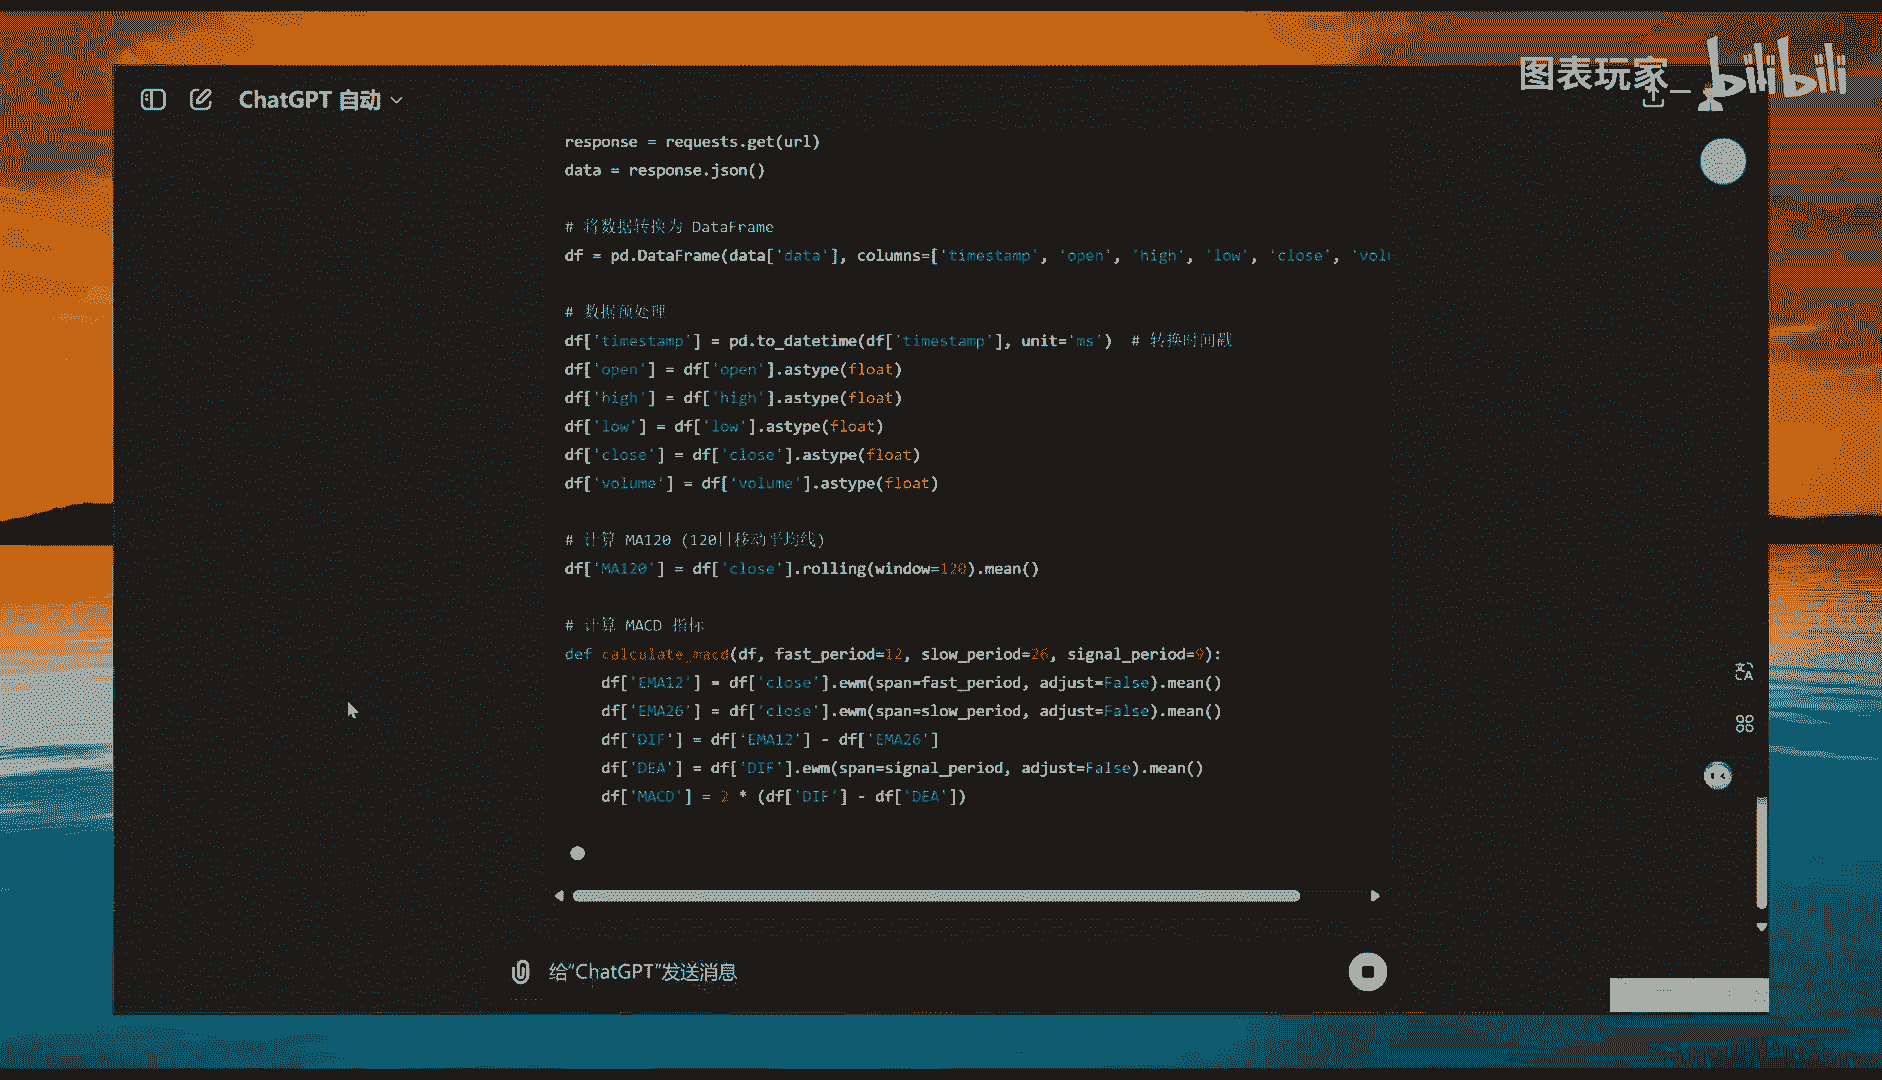 图表玩家_ bilibili
ChatGPT 自动
response = requests.get(url)
data = response.json()
# 将数据转换为 DataFrame
df = pd.DataFrame(data['data'], columns=['timestamp', 'open', 'high', 'low', 'close', 'volu
# 数据预处理
df['timestamp'] = pd.to_datetime(df['timestamp'], unit='ms')  # 转换时间戳
df['open'] = df['open'].astype(float)
df['high'] = df['high'].astype(float)
df['low'] = df['low'].astype(float)
df['close'] = df['close'].astype(float)
df['volume'] = df['volume'].astype(float)
# 计算 MA120 (120日移动平均线)
df['MA120'] = df['close'].rolling(window=120).mean()
# 计算 MACD 指标
def calculate_macd(df, fast_period=12, slow_period=26, signal_period=9):
    df['EMA12'] = df['close'].ewm(span=fast_period, adjust=False).mean()
    df['EMA26'] = df['close'].ewm(span=slow_period, adjust=False).mean()
    df['DIF'] = df['EMA12'] - df['EMA26']
    df['DEA'] = df['DIF'].ewm(span=signal_period, adjust=False).mean()
    df['MACD'] = 2 * (df['DIF'] - df['DEA'])
给“ChatGPT”发送消息